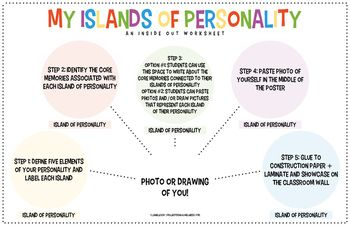 MY ISLANDS OF PERSONALITY
AN INSIDE OUT WORKSHEET
STEP 2: IDENTIFY THE CORE
MEMORIES ASSOCIATED WITH
EACH ISLAND OF PERSONALITY
STEP 3:
OPTION #1: STUDENTS CAN USE
THIS SPACE TO WRITE ABOUT THE
CORE MEMORIES CONNECTED TO THEIR
ISLANDS OF PERSONALITY
OPTION #2: STUDENTS CAN PASTE
PHOTOS AND/OR DRAW PICTURES
THAT REPRESENT EACH ISLAND
OF THEIR PERSONALITY
STEP 4: PASTE PHOTO OF
YOURSELF IN THE MIDDLE OF
THE POSTER
ISLAND OF PERSONALITY
ISLAND OF PERSONALITY
ISLAND OF PERSONALITY
STEP 1: DEFINE FIVE ELEMENTS
OF YOUR PERSONALITY AND
LABEL EACH ISLAND
STEP 5: GLUE TO
CONSTRUCTION PAPER +
LAMINATE AND SHOWCASE ON
THE CLASSROOM WALL
PHOTO OR DRAWING
OF YOU!
ISLAND OF PERSONALITY
ISLAND OF PERSONALITY